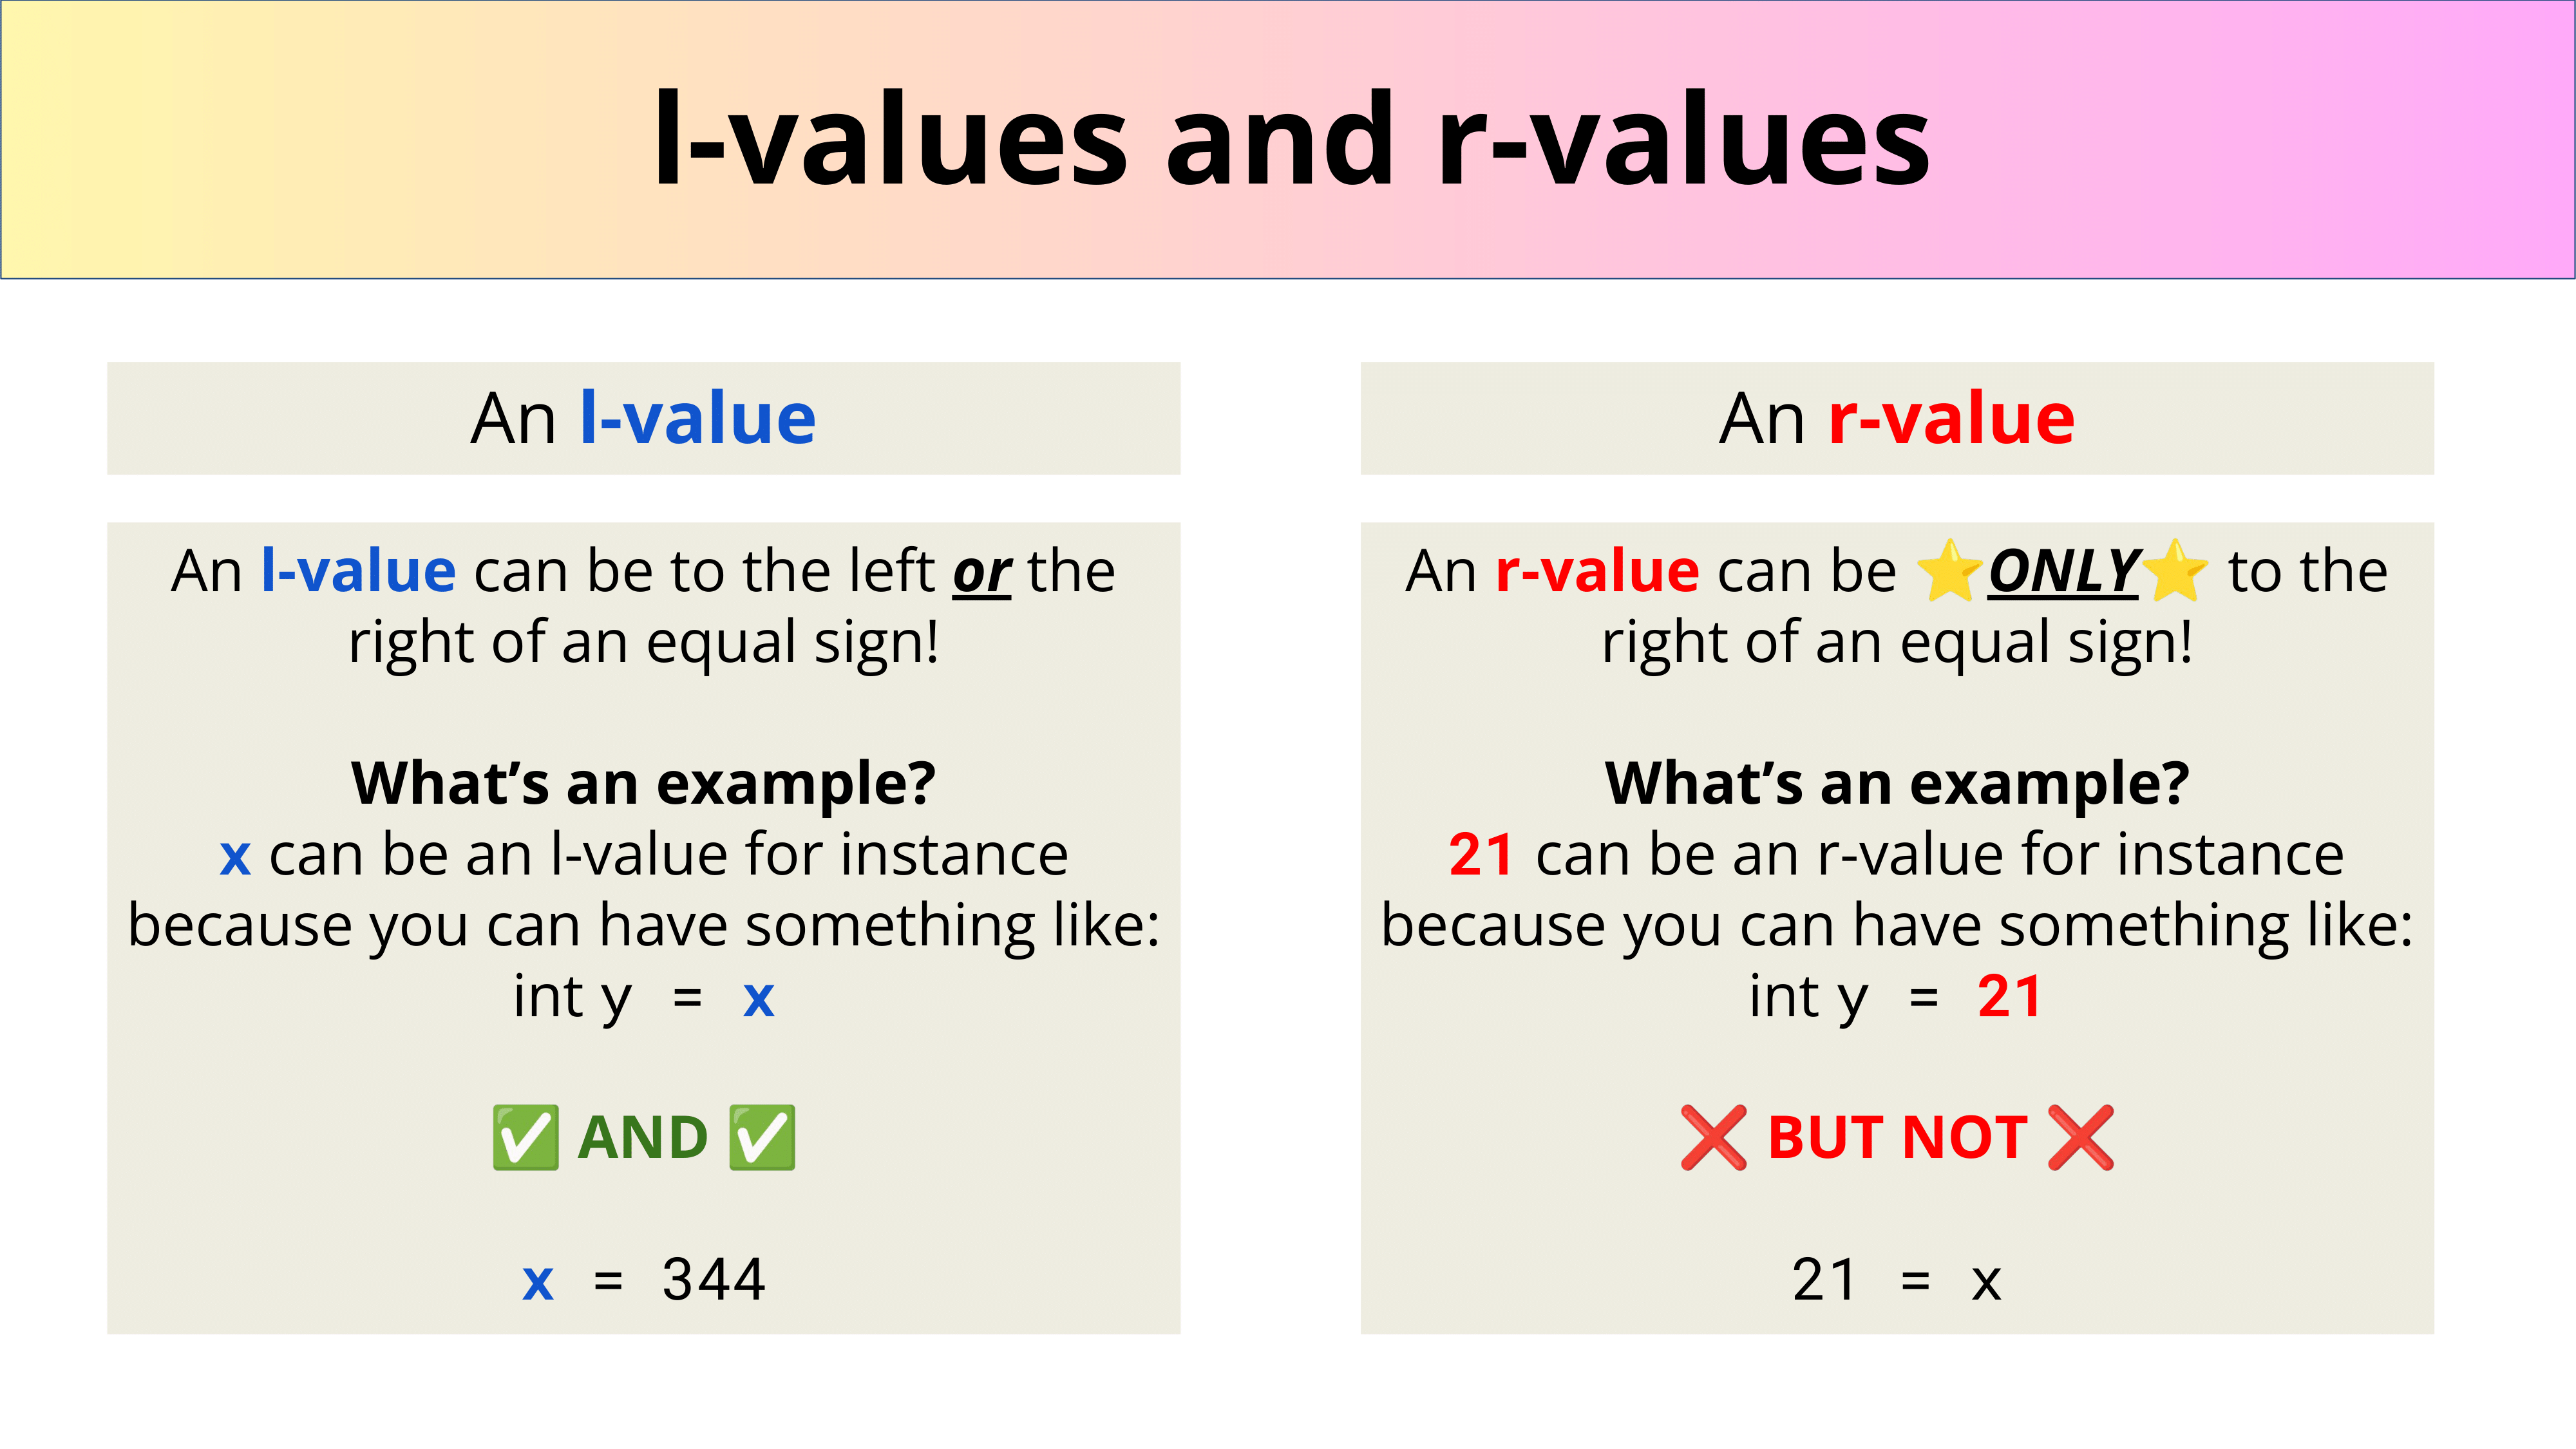 l-values and r-values
An l-value
An l-value can be to the left or the
right of an equal sign!
What’s an example?
x can be an l-value for instance
because you can have something like:
int y = x
✅ AND ✅
x = 344
An r-value
An r-value can be ⭐ONLY⭐ to the
right of an equal sign!
What’s an example?
21 can be an r-value for instance
because you can have something like:
int y = 21
❌ BUT NOT ❌
21 = x